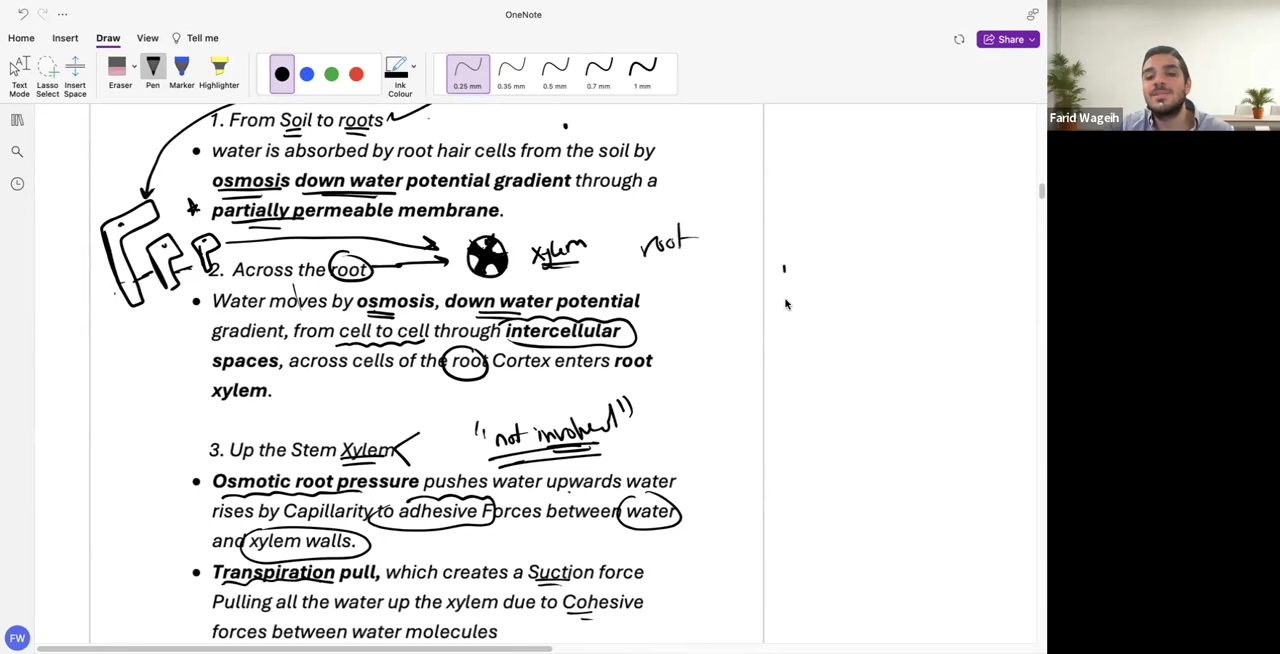 OneNote
Home Insert Draw View Tell me
Share
Text Mode
Lasso Select
Insert Space
Eraser
Pen
Marker
Highlighter
Ink Colour
0.25 mm
0.35 mm
0.5 mm
0.7 mm
1 mm
Farid Wageih
1. From Soil to roots
• water is absorbed by root hair cells from the soil by
osmosis down water potential gradient through a
partially permeable membrane.
xylem root
2. Across the root
• Water moves by osmosis, down water potential
gradient, from cell to cell through intercellular
spaces, across cells of the root Cortex enters root
xylem.
"not involved"
3. Up the Stem Xylem
• Osmotic root pressure pushes water upwards water
rises by Capillarity to adhesive Forces between water
and xylem walls.
• Transpiration pull, which creates a Suction force
Pulling all the water up the xylem due to Cohesive
forces between water molecules
FW